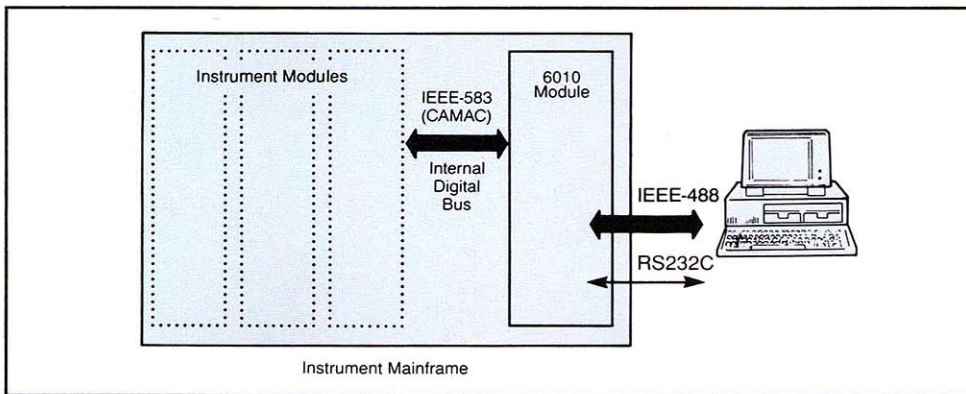 Instrument Modules
6010
Module
IEEE-583
(CAMAC)
Internal
Digital
Bus
IEEE-488
RS232C
Instrument Mainframe